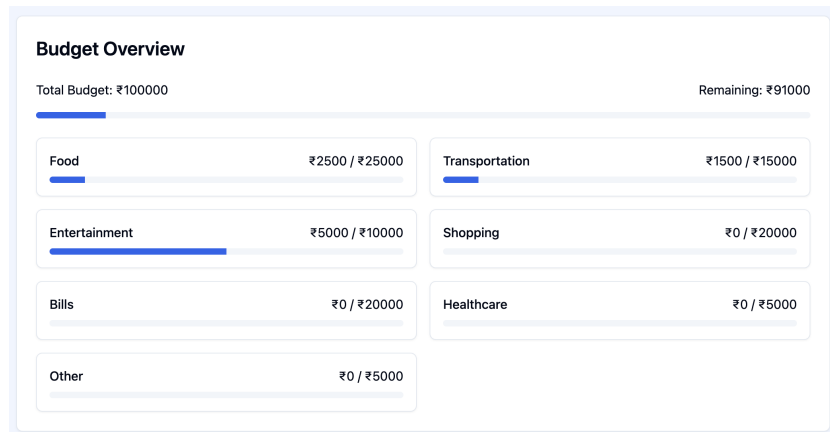 Budget Overview
Total Budget: ₹100000 Remaining: ₹91000
Food ₹2500 / ₹25000
Transportation ₹1500 / ₹15000
Entertainment ₹5000 / ₹10000
Shopping ₹0 / ₹20000
Bills ₹0 / ₹20000
Healthcare ₹0 / ₹5000
Other ₹0 / ₹5000